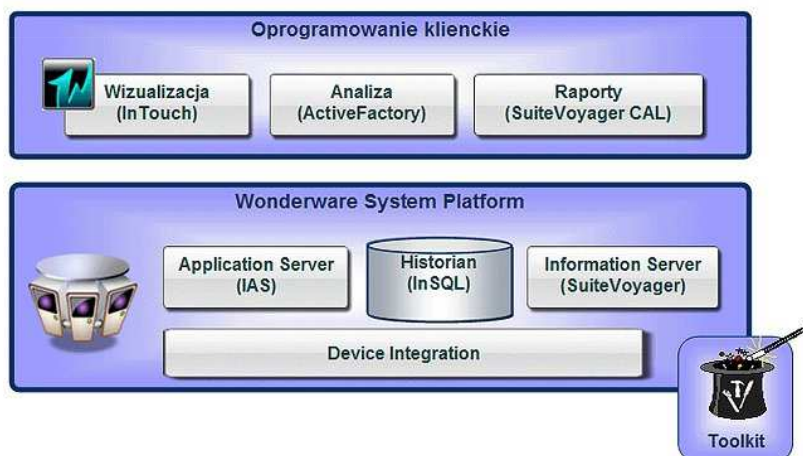 Oprogramowanie klienckie
Wizualizacja
(InTouch)
Analiza
(ActiveFactory)
Raporty
(SuiteVoyager CAL)
Wonderware System Platform
Application Server
(IAS)
Historian
(InSQL)
Information Server
(SuiteVoyager)
Device Integration
Toolkit